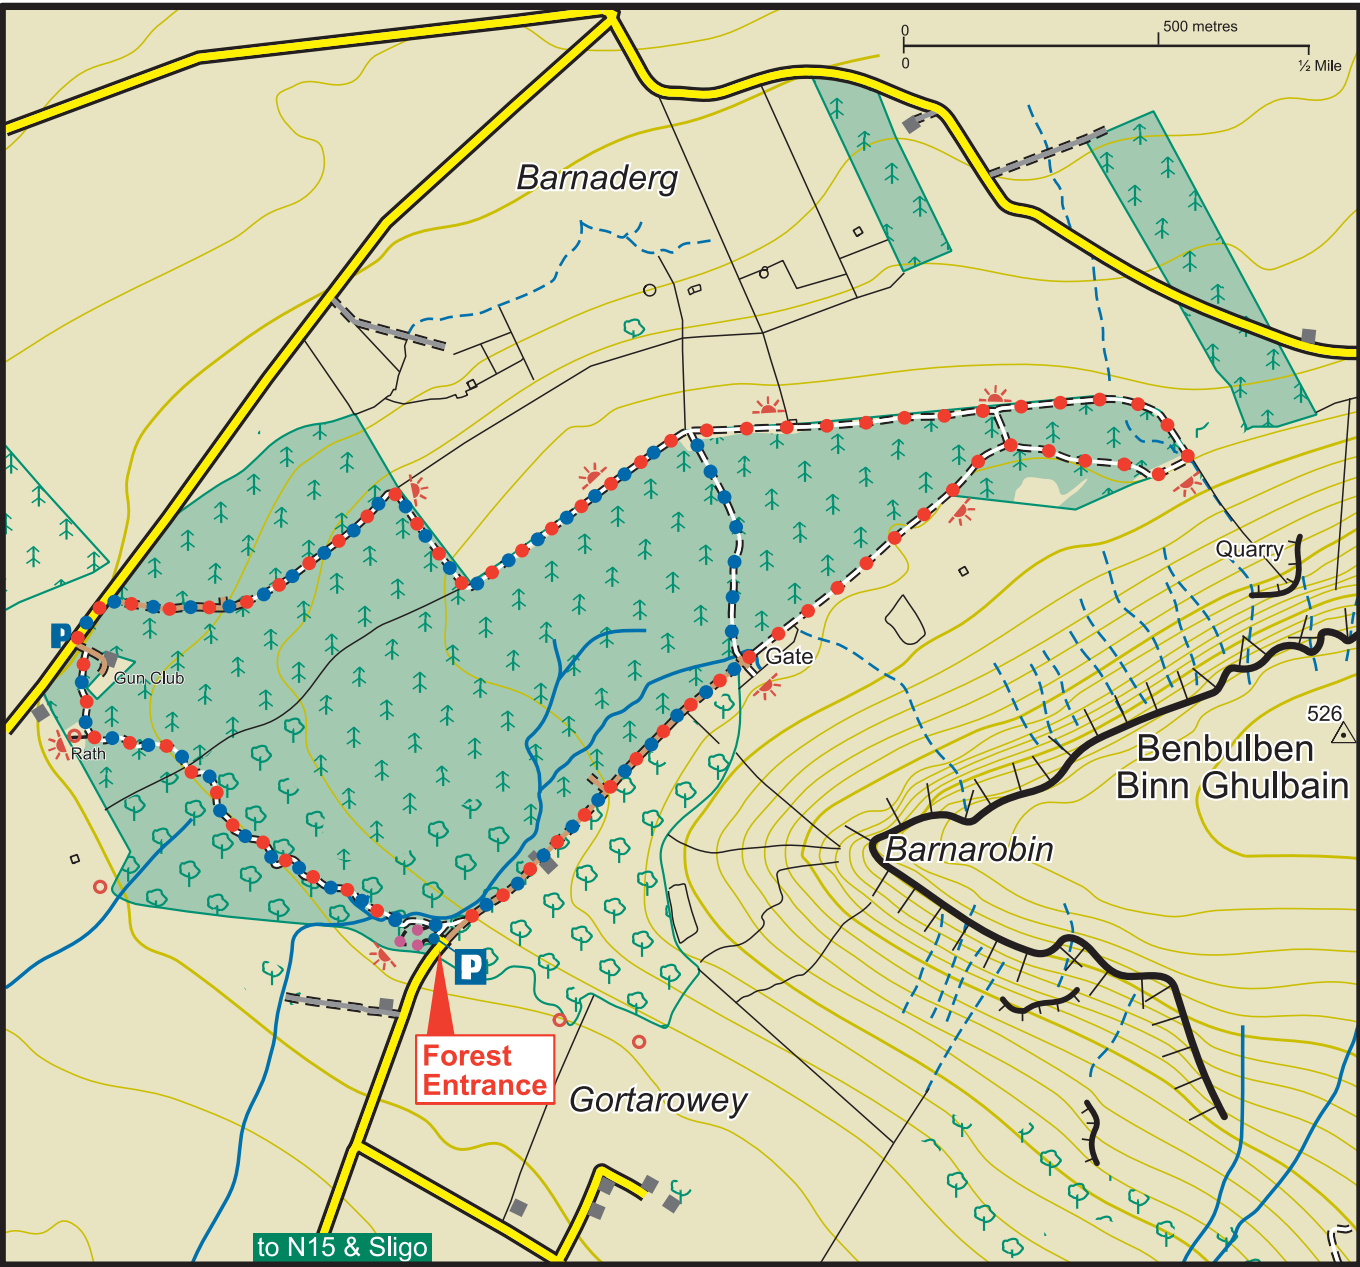 0
500 metres
0
½ Mile
Barnaderg
Quarry
P
Gate
Gun Club
526
Rath
Benbulben
Binn Ghulbain
Barnarobin
P
Forest
Entrance
Gortarowey
to N15 & Sligo